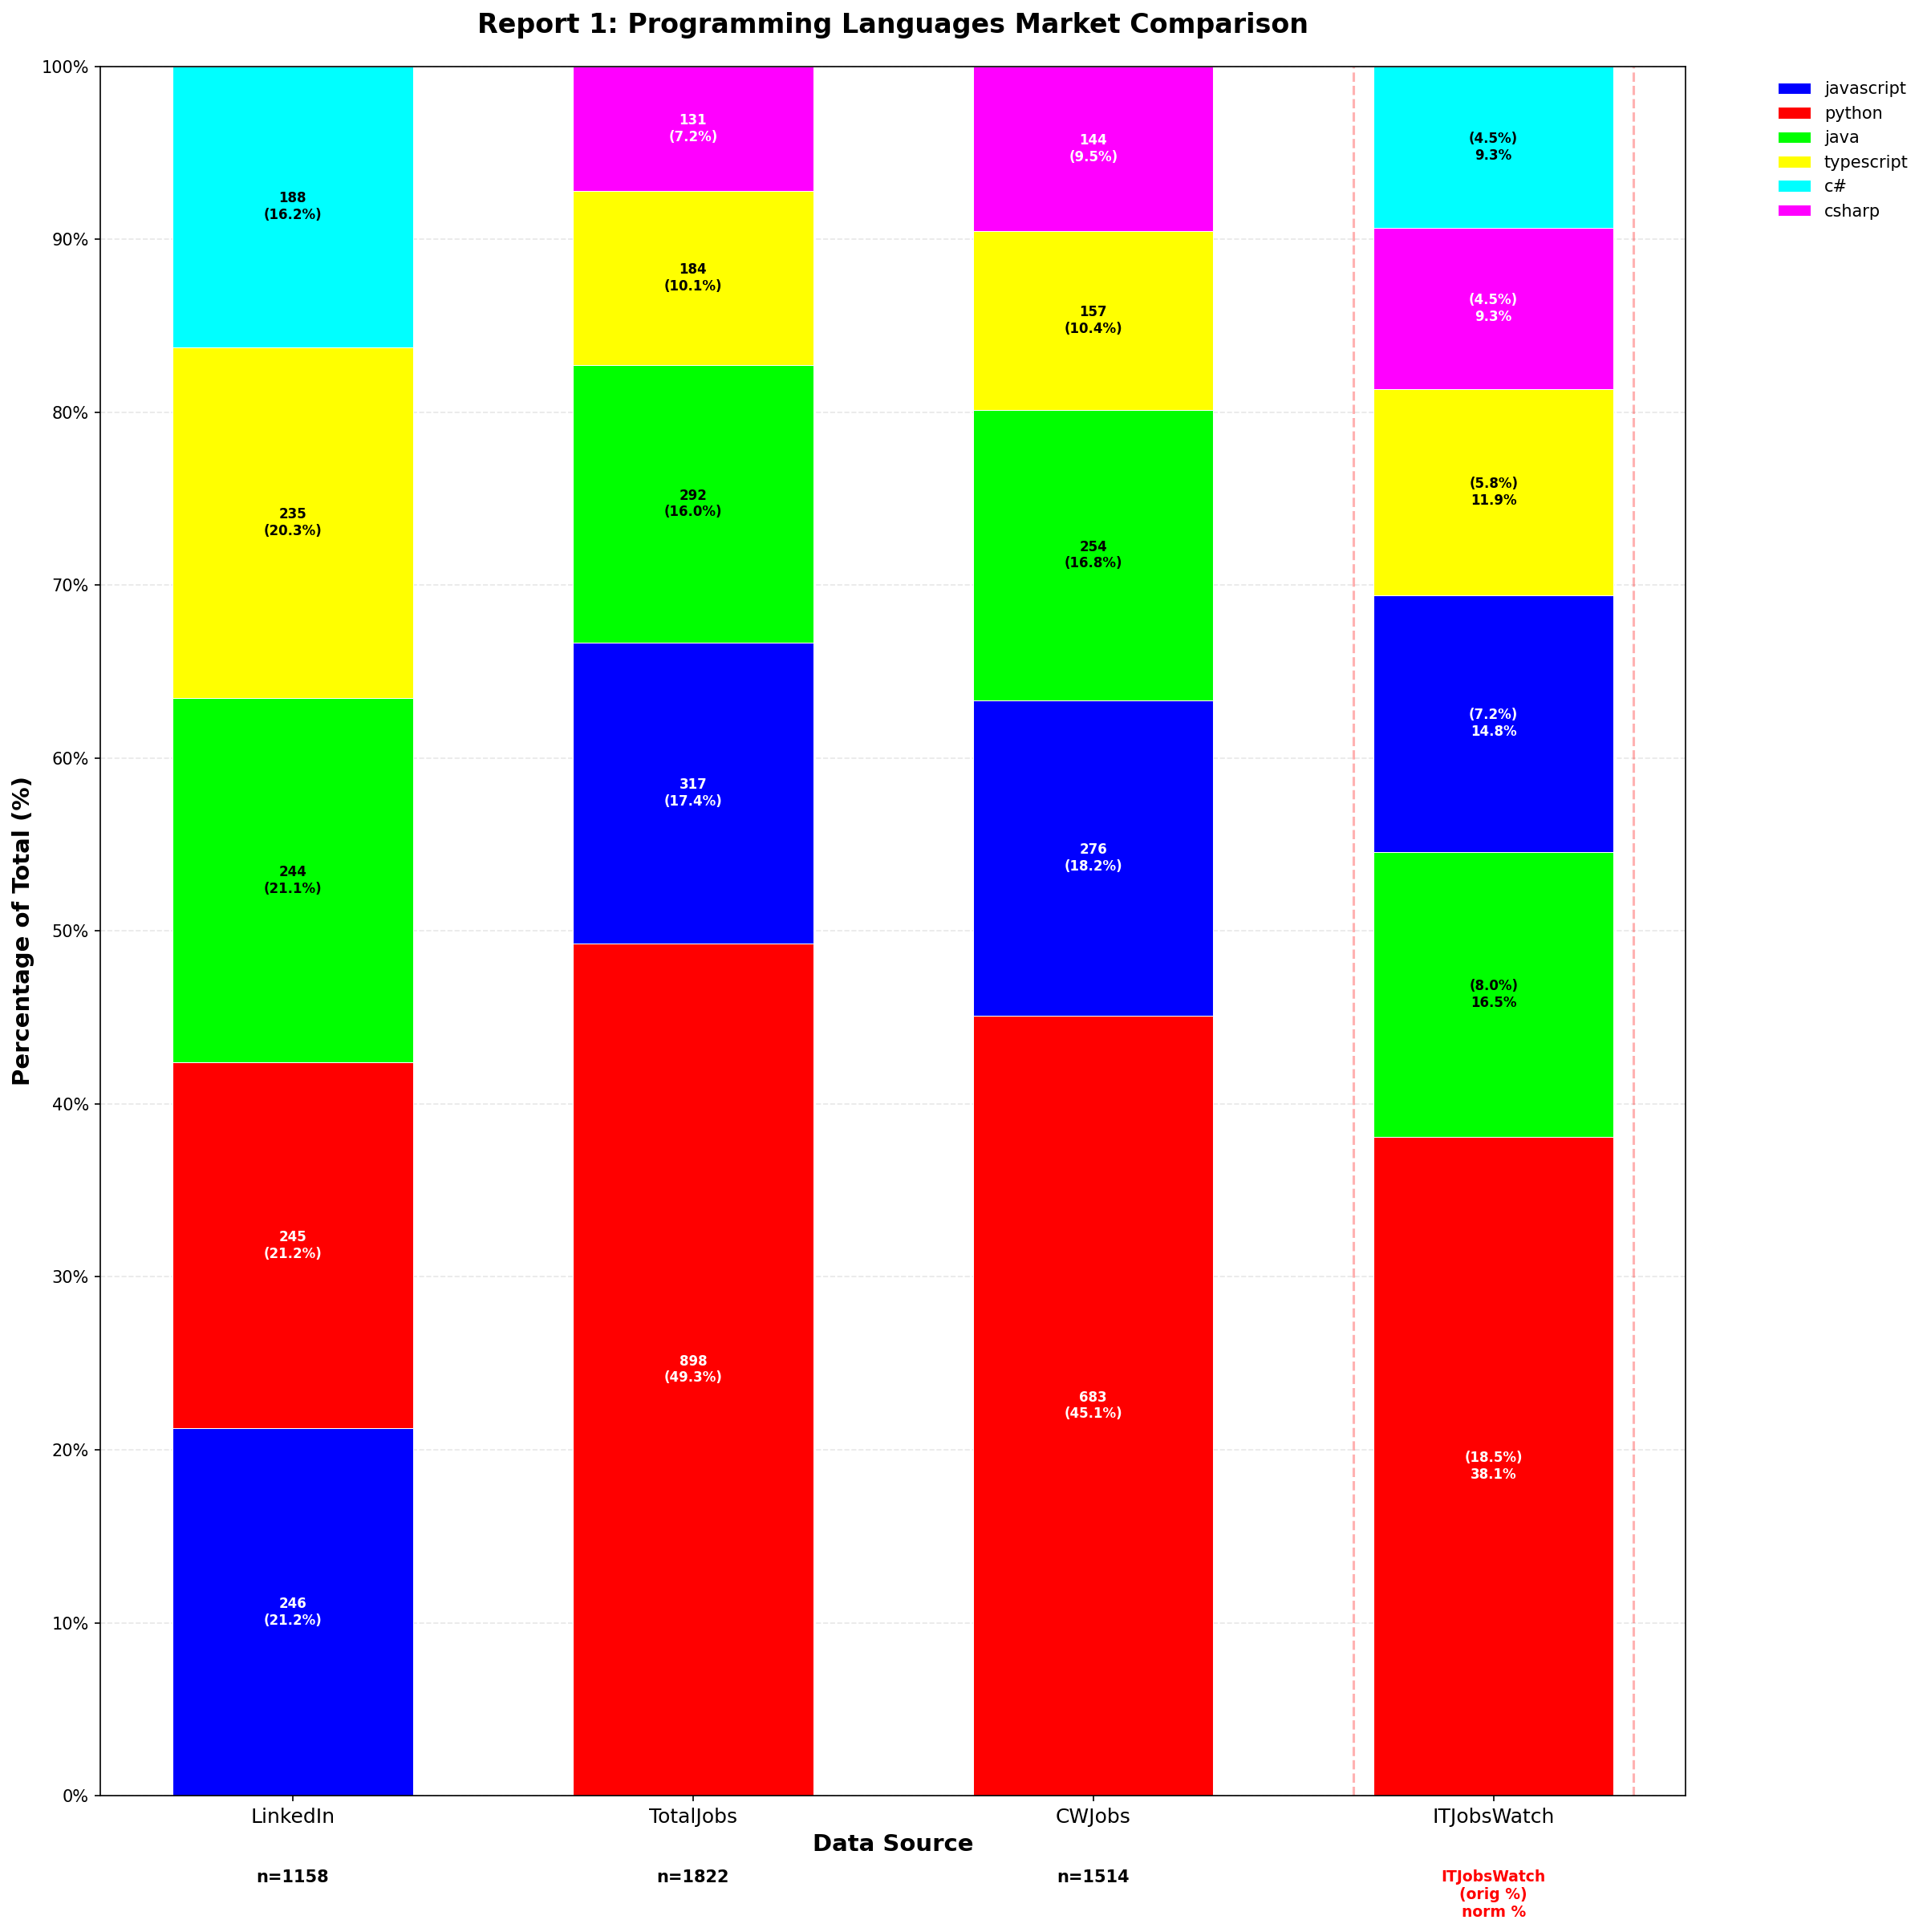 Report 1: Programming Languages Market Comparison
Percentage of Total (%)
100%
90%
80%
70%
60%
50%
40%
30%
20%
10%
0%
188
(16.2%)
235
(20.3%)
244
(21.1%)
245
(21.2%)
246
(21.2%)
131
(7.2%)
184
(10.1%)
292
(16.0%)
317
(17.4%)
898
(49.3%)
144
(9.5%)
157
(10.4%)
254
(16.8%)
276
(18.2%)
683
(45.1%)
(4.5%)
9.3%
(4.5%)
9.3%
(5.8%)
11.9%
(7.2%)
14.8%
(8.0%)
16.5%
(18.5%)
38.1%
javascript
python
java
typescript
c#
csharp
LinkedIn
TotalJobs
CWJobs
ITJobsWatch
Data Source
n=1158
n=1822
n=1514
ITJobsWatch
(orig %)
norm %